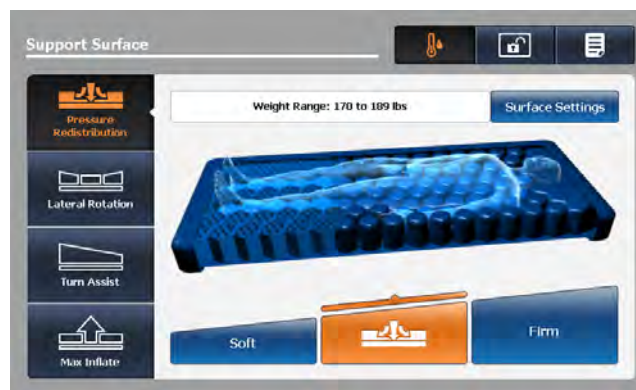 Support Surface
Pressure
Redistribution
Weight Range: 170 to 189 lbs
Surface Settings
Lateral Rotation
Turn Assist
Max Inflate
Soft
Firm